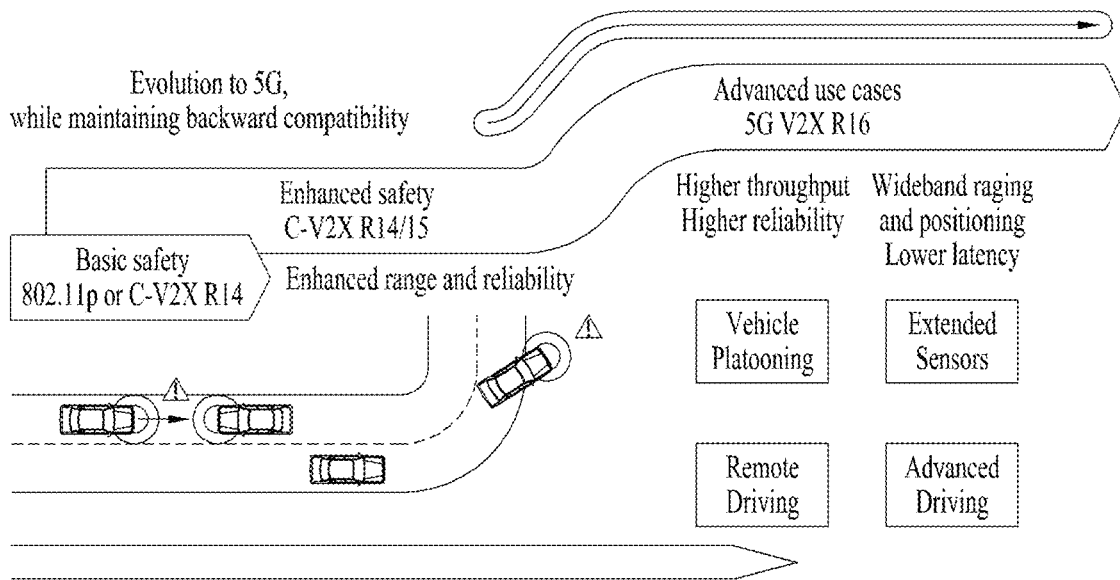 Evolution to 5G,
while maintaining backward compatibility
Advanced use cases
5G V2X R16
Enhanced safety
C-V2X R14/15
Basic safety
802.11p or C-V2X R14
Enhanced range and reliability
Higher throughput
Higher reliability
Wideband raging
and positioning
Lower latency
Vehicle
Platooning
Extended
Sensors
Remote
Driving
Advanced
Driving